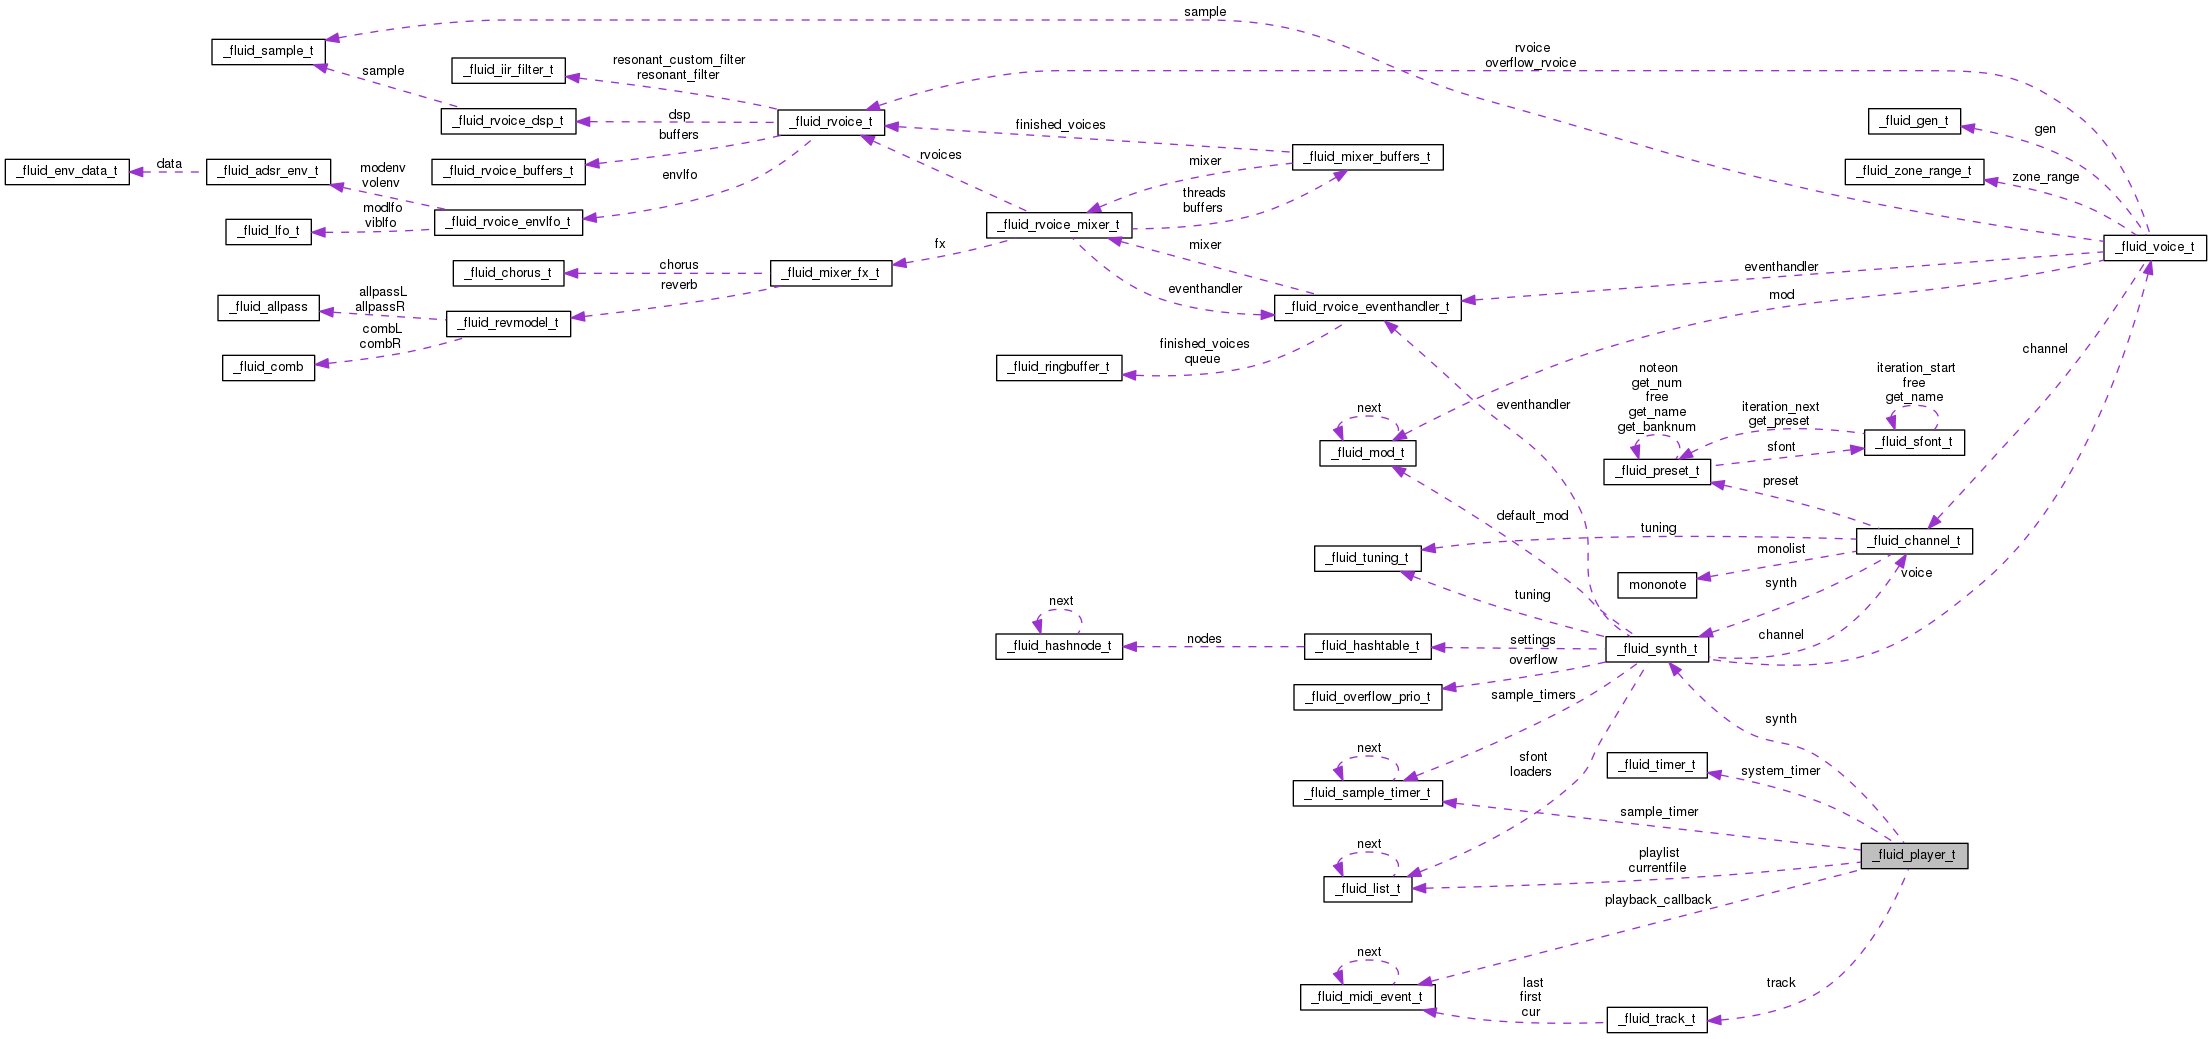 sample
_fluid_sample_t
rvoice
overflow_rvoice
resonant_custom_filter
resonant_filter
_fluid_iir_filter_t
sample
_fluid_rvoice_dsp_t
dsp
_fluid_rvoice_t
finished_voices
_fluid_gen_t
gen
buffers
rvoices
mixer
_fluid_mixer_buffers_t
_fluid_env_data_t
data
_fluid_adsr_env_t
modenv
volenv
_fluid_rvoice_buffers_t
envlfo
_fluid_zone_range_t
zone_range
threads
buffers
modlfo
viblfo
_fluid_lfo_t
_fluid_rvoice_envlfo_t
_fluid_rvoice_mixer_t
fx
mixer
_fluid_voice_t
_fluid_chorus_t
chorus
_fluid_mixer_fx_t
eventhandler
reverb
eventhandler
mod
allpassL
allpassR
_fluid_allpass
_fluid_revmodel_t
_fluid_rvoice_eventhandler_t
combL
combR
_fluid_comb
finished_voices
queue
_fluid_ringbuffer_t
channel
noteon
get_num
free
get_name
get_banknum
iteration_start
free
get_name
iteration_next
get_preset
eventhandler
next
_fluid_mod_t
sfont
_fluid_sfont_t
_fluid_preset_t
preset
default_mod
tuning
_fluid_channel_t
_fluid_tuning_t
monolist
mononote
synth
voice
tuning
next
channel
_fluid_hashnode_t
nodes
_fluid_hashtable_t
settings
_fluid_synth_t
overflow
_fluid_overflow_prio_t
sample_timers
synth
next
sfont
loaders
_fluid_timer_t
system_timer
_fluid_sample_timer_t
sample_timer
next
playlist
currentfile
_fluid_player_t
_fluid_list_t
playback_callback
next
last
first
cur
track
_fluid_midi_event_t
_fluid_track_t